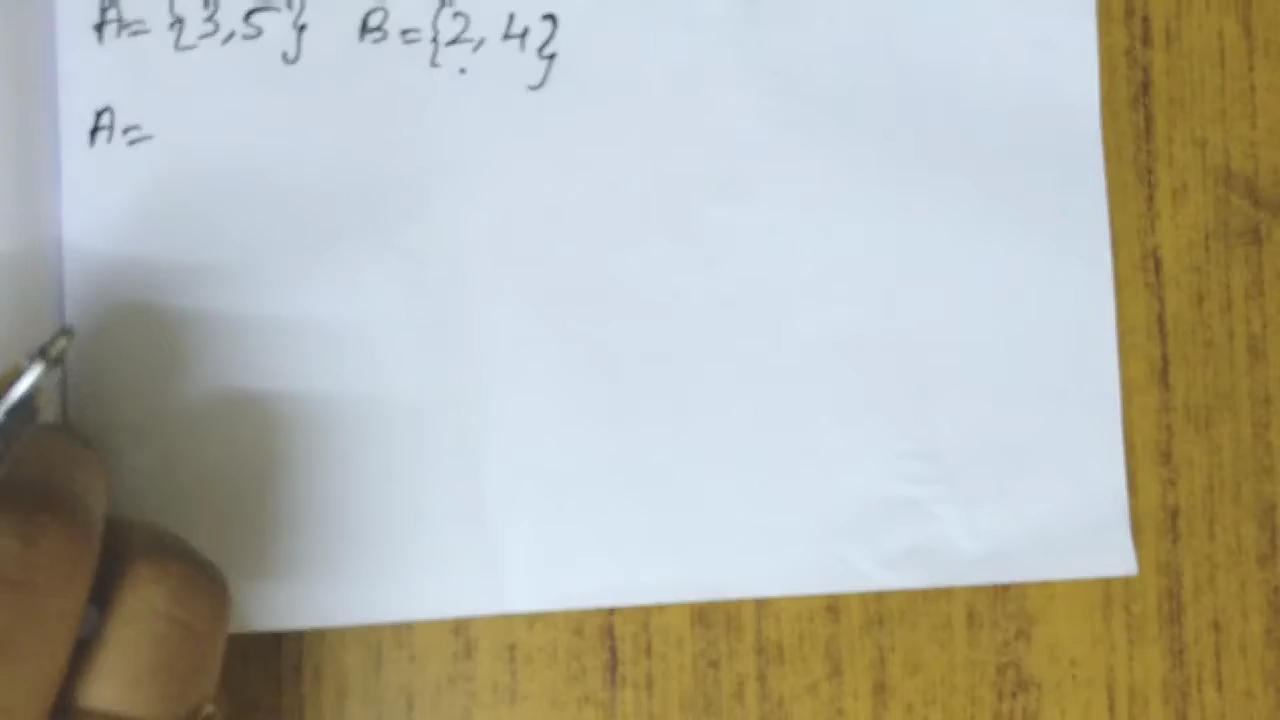 A= {3,5} B={2, 4}
A=